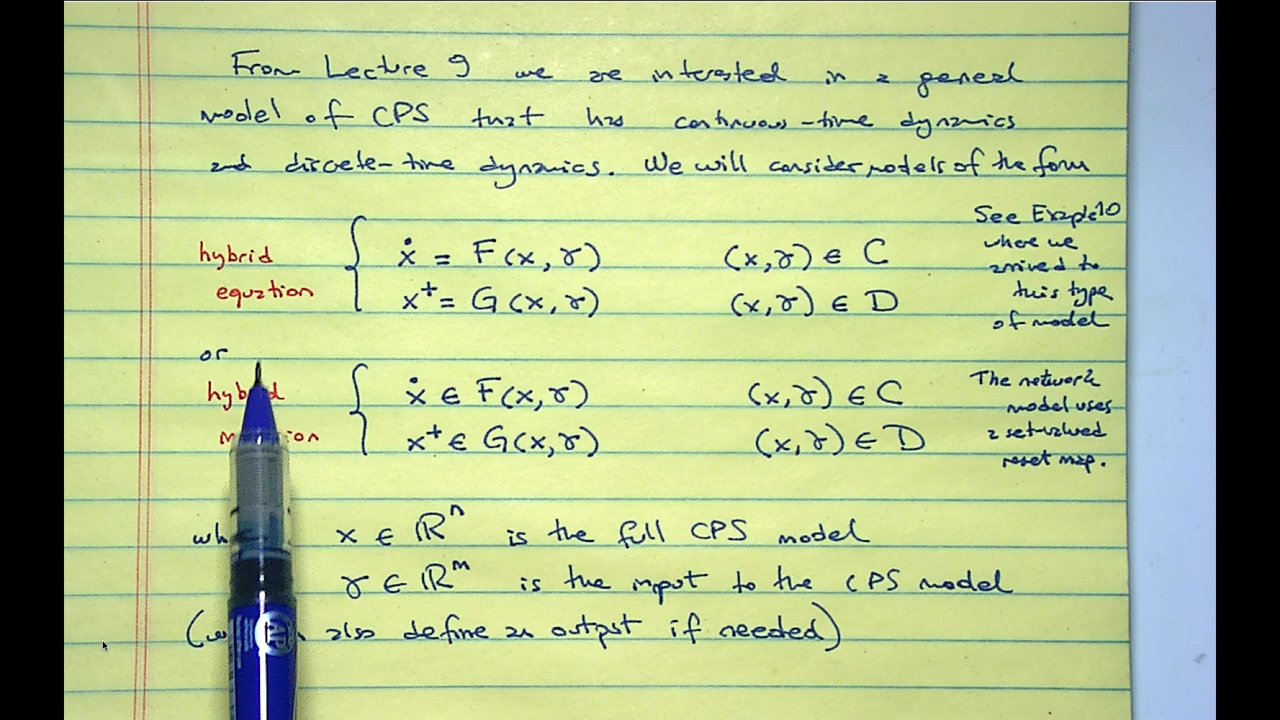 From Lecture 9 we are interested in a general
model of CPS that has continuous-time dynamics
and discrete-time dynamics. We will consider models of the form
hybrid equation
ẋ = F(x, γ) (x, γ) ∈ C
x⁺ = G(x, γ) (x, γ) ∈ D
See Example 10
where we
arrived to
this type
of model
or
hybrid
ẋ ∈ F(x, γ) (x, γ) ∈ C
x⁺ ∈ G(x, γ) (x, γ) ∈ D
The network
model uses
a set-valued
reset map.
x ∈ ℝⁿ is the full CPS model
γ ∈ ℝᵐ is the input to the CPS model
also define an output if needed)